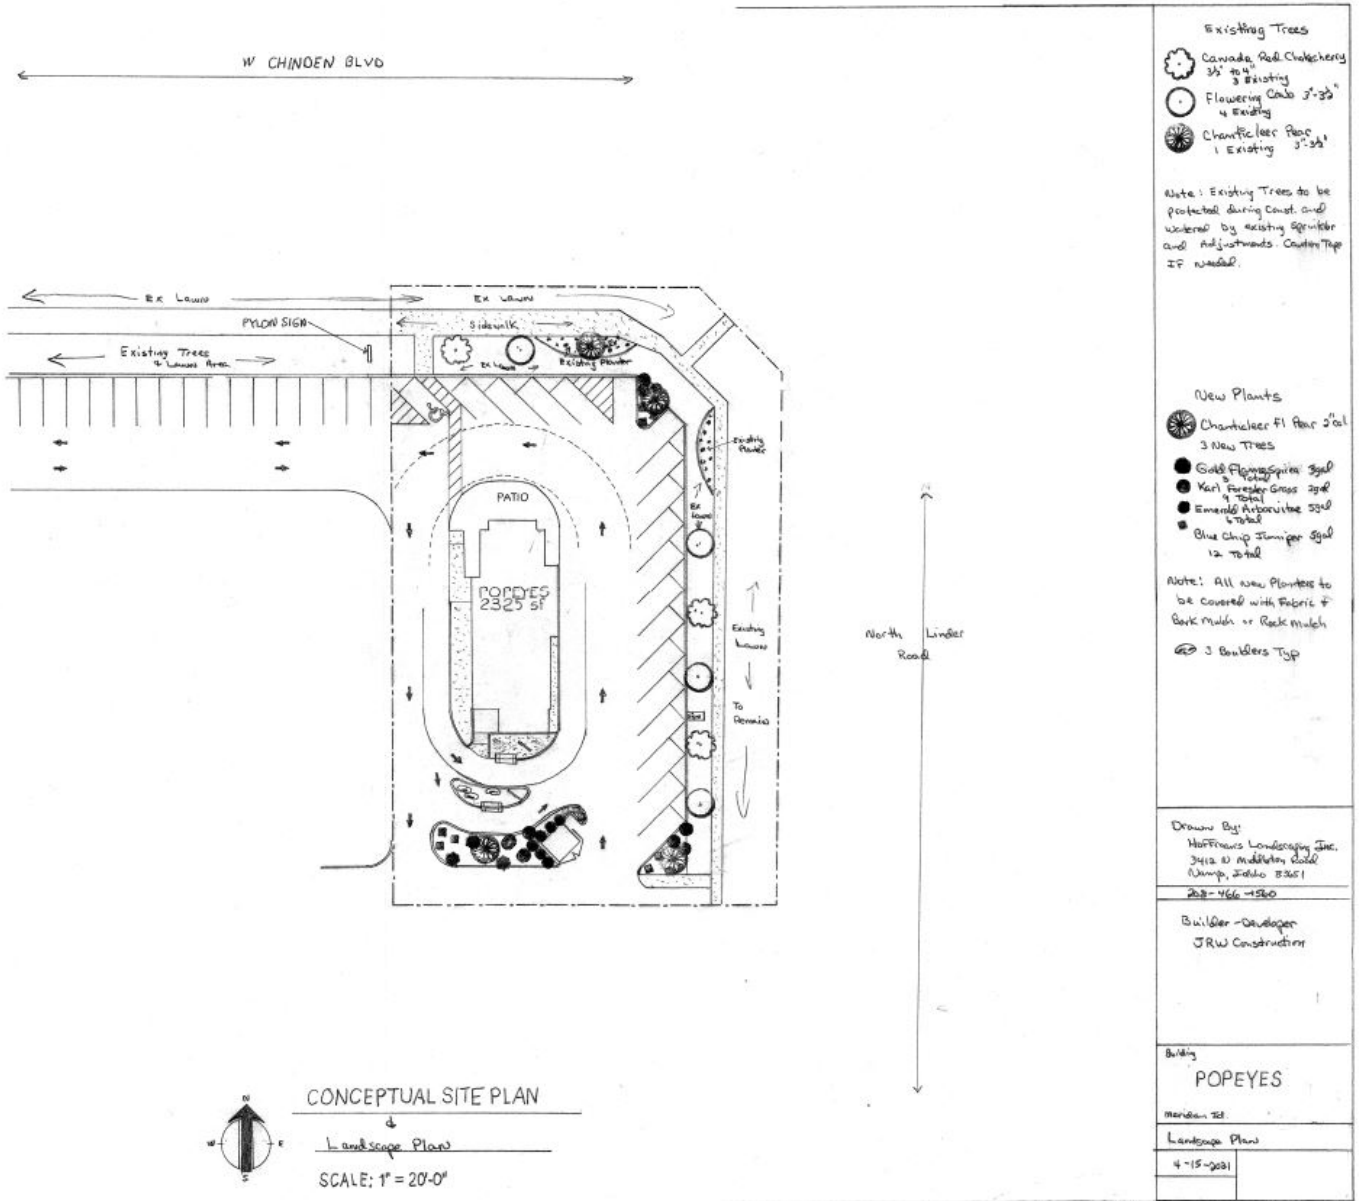 W CHINDEN BLVD
Ex Lawn
Ex Lawn
PYLON SIGN
Sidewalk
Existing Trees
& Lawn Area
Ex Lawn
Existing Planter
Existing
Planter
PATIO
Ex
Lawn
POPEYES
2325 sf
Existing
Lawn
To
Remain
North Linder
Road
N
W E
S
CONCEPTUAL SITE PLAN
&
Landscape Plan
SCALE: 1" = 20'-0"
Existing Trees
Canada Red Chokecherry
3½" to 4"
3 Existing
Flowering Crab 3"-3½"
4 Existing
Chanticleer Pear
1 Existing 3"-3½"
Note: Existing Trees to be
protected during Const. and
watered by existing Sprinkler
and Adjustments. Caution Tape
IF needed.
New Plants
Chanticleer Fl Pear 2" cal
3 New Trees
Gold Flame Spirea 3gal
Total
Karl Forester Grass 2gal
9 Total
Emerald Arborvitae 5gal
6 Total
Blue Chip Juniper 5gal
12 Total
Note: All new Planters to
be covered with Fabric &
Bark mulch or Rock mulch
3 Boulders Typ
Drawn By:
Hoffman's Landscaping Inc.
3412 N Middleton Road
Nampa, Idaho 83651
208-466-4560
Builder-Developer
JRW Construction
Building
POPEYES
Meridian Id.
Landscape Plan
4-15-2021